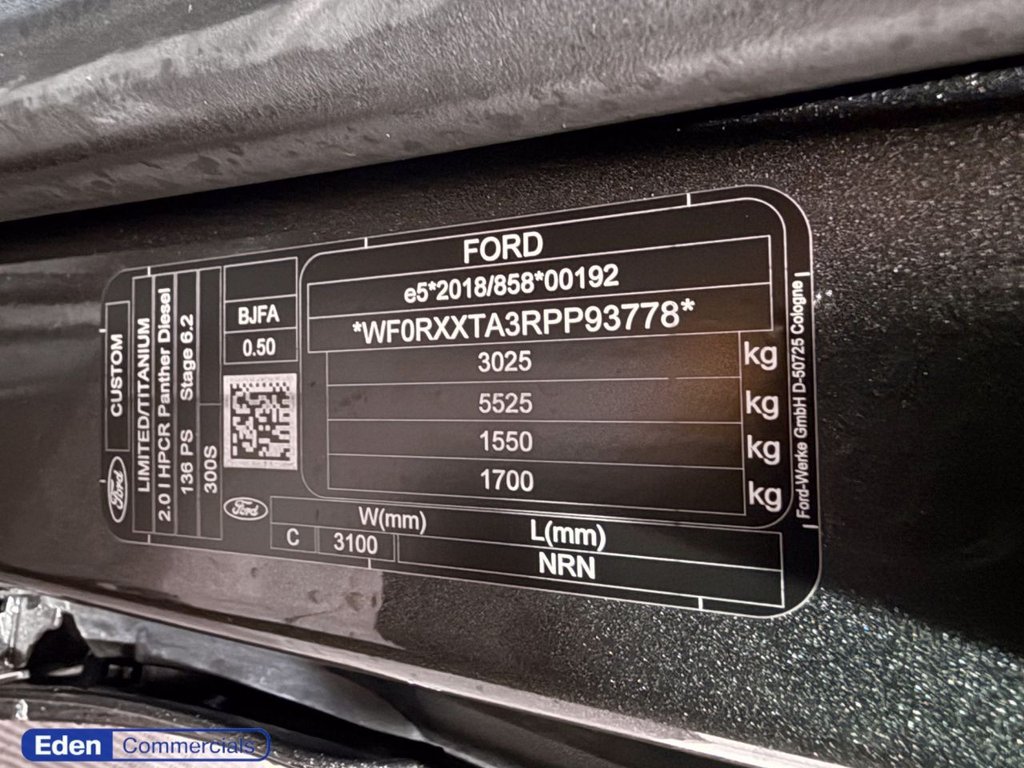 FORD
e5*2018/858*00192
*WF0RXXTA3RPP93778*
3025 kg
5525 kg
1550 kg
1700 kg
Ford-Werke GmbH D-50725 Cologne
CUSTOM
Ford
LIMITED/TITANIUM
2.0 l HPCR Panther Diesel
136 PS Stage 6.2
300S
BJFA
0.50
Ford
W(mm) L(mm)
C 3100 NRN
Eden Commercials